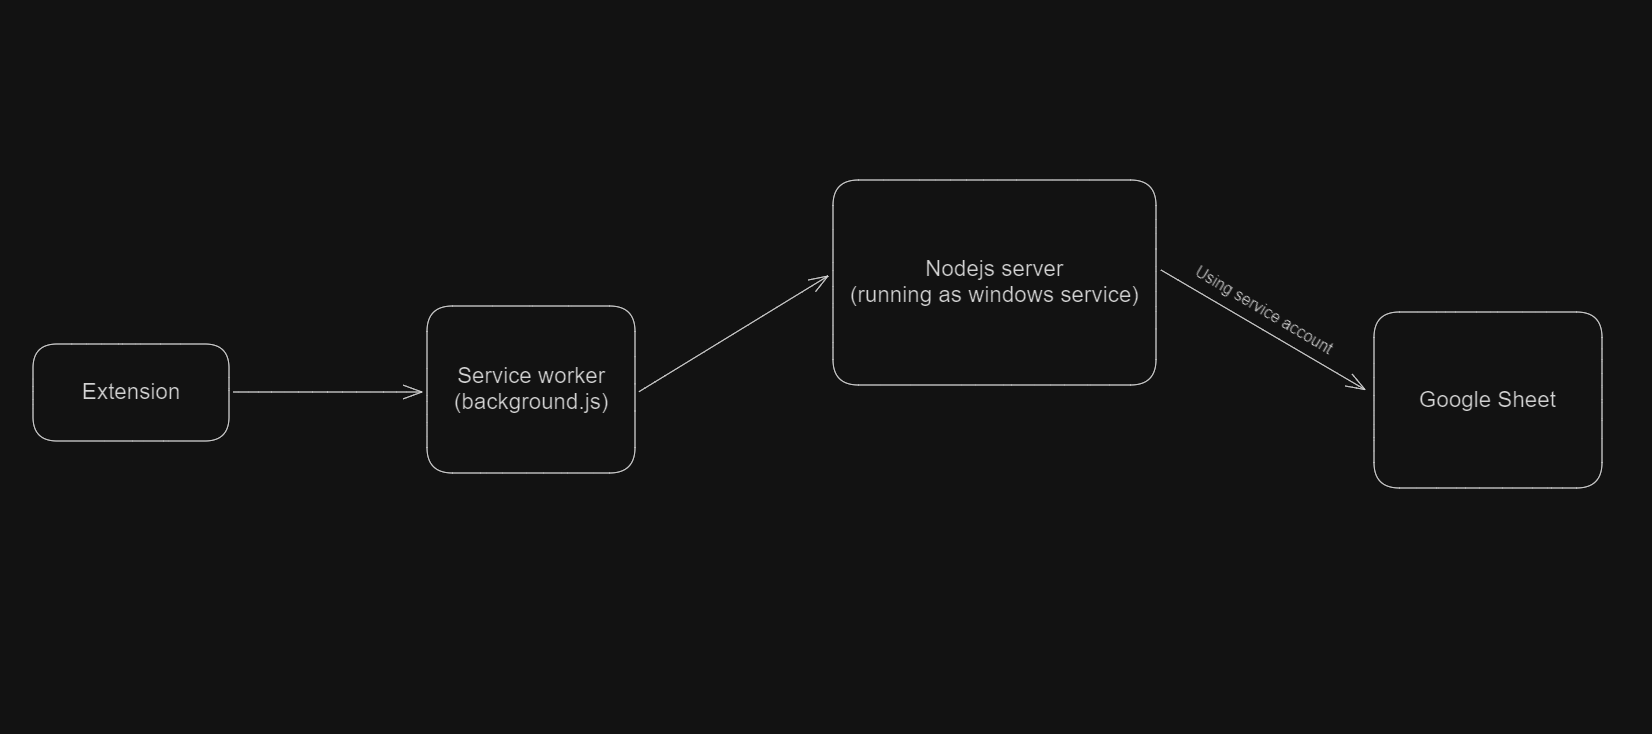 Extension
Service worker
(background.js)
Nodejs server
(running as windows service)
Using service account
Google Sheet